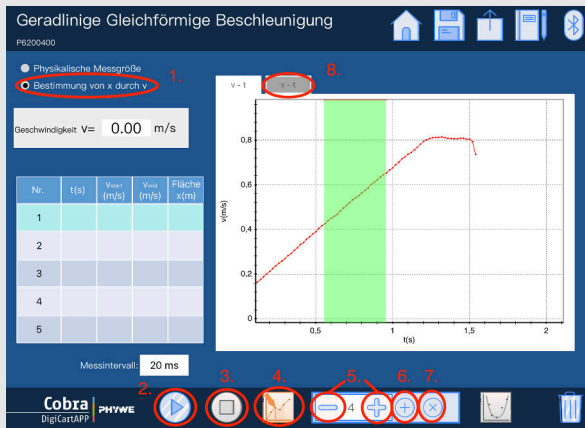 Geradlinige Gleichförmige Beschleunigung
P6200400
Physikalische Messgröße
1.
Bestimmung von x durch v
8.
v - t
x - t
Geschwindigkeit v= 0.00 m/s
Nr. t(s) Vstart (m/s) Vend (m/s) Fläche x(m)
1
2
3
4
5
v(m/s)
0,8
0,6
0,4
0,2
0
0,5 1 1,5 2
t(s)
Messintervall: 20 ms
2. 3. 4. 5. 6. 7.
4
Cobra
DigiCartAPP
PHYWE